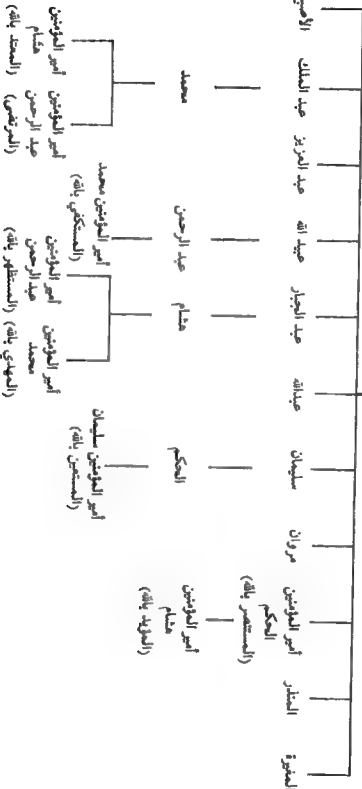 المغيرة
المنذر
أمير المؤمنين
الحكم
(المستنصر بالله)
مروان
سليمان
عبدالله
عبد الجبار
عبيد الله
عبد العزيز
عبد الملك
أمير المؤمنين
هشام
(المؤيد بالله)
الحكم
هشام
عبد الرحمن
محمد
أمير المؤمنين سليمان
(المستعين بالله)
أمير المؤمنين
محمد
(المهدي بالله)
أمير المؤمنين
عبدالرحمن
(المستظهر بالله)
أمير المؤمنين محمد
(المستكفي بالله)
أمير المؤمنين
عبد الرحمن
(المرتضى)
أمير المؤمنين
هشام
(المعتد بالله)